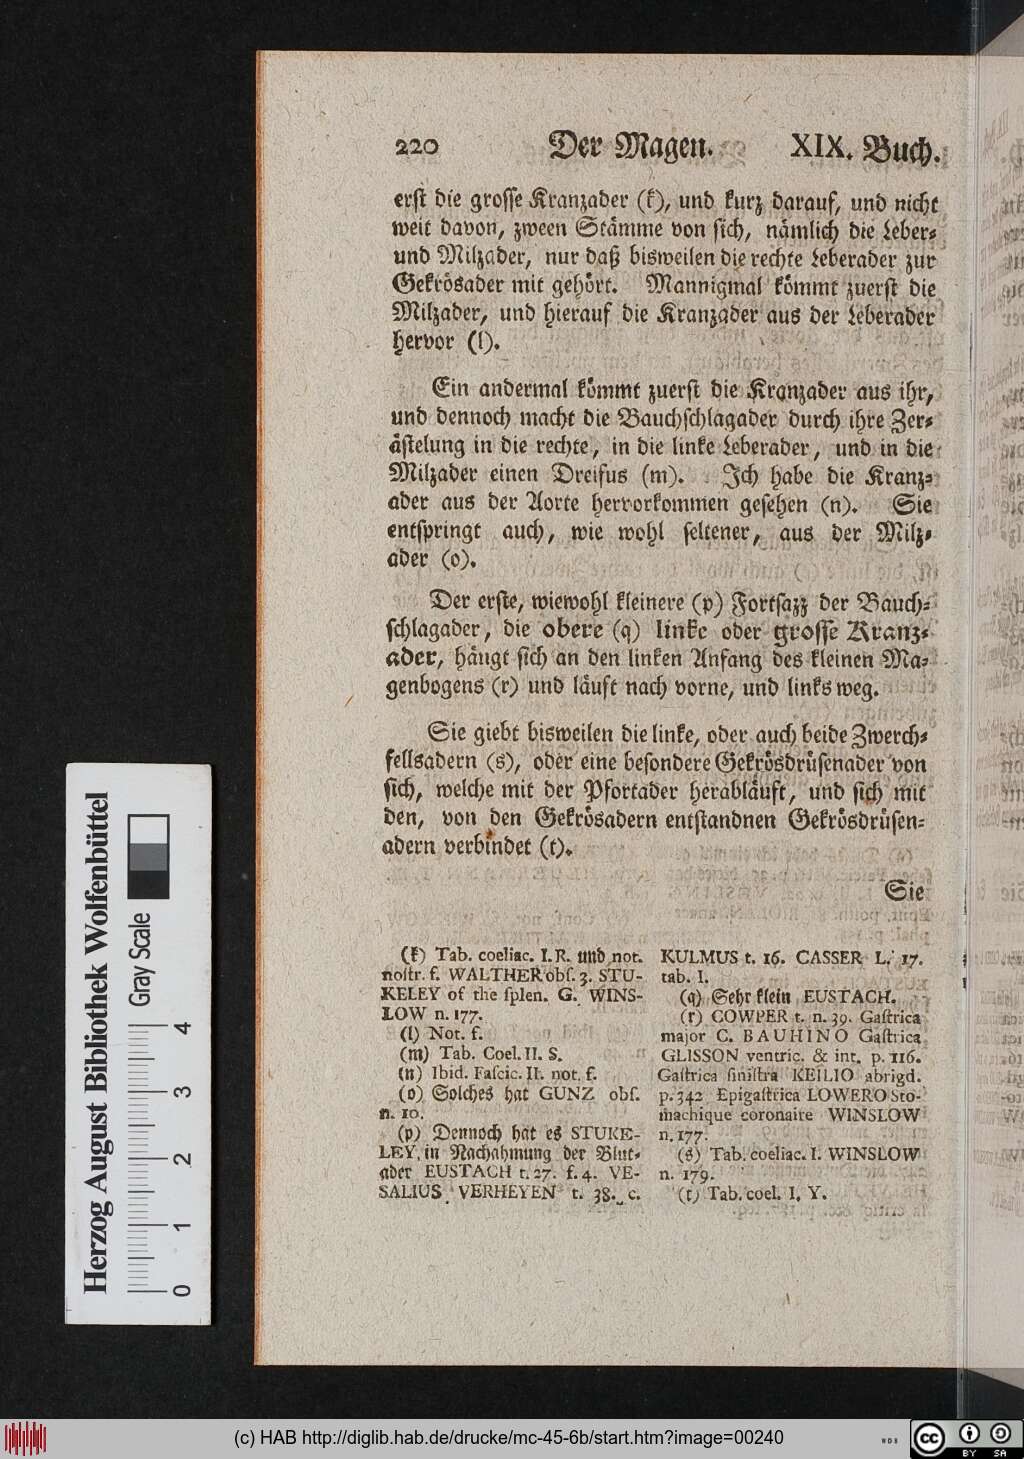 220 Der Magen. XIX. Buch.
erst die grosse Kranzader (k), und kurz darauf, und nicht
weit davon, zween Stämme von sich, nämlich die Leber-
und Milzader, nur daß bisweilen die rechte Leberader zur
Gekrösader mit gehört. Mannigmal kömmt zuerst die
Milzader, und hierauf die Kranzader aus der Leberader
hervor (l).
Ein andermal kömmt zuerst die Kranzader aus ihr,
und dennoch macht die Bauchschlagader durch ihre Zer-
ästelung in die rechte, in die linke Leberader, und in die
Milzader einen Dreifus (m). Ich habe die Kranz-
ader aus der Aorte hervorkommen gesehen (n). Sie
entspringt auch, wie wohl seltener, aus der Milz-
ader (o).
Der erste, wiewohl kleinere (p) Fortsazz der Bauch-
schlagader, die obere (q) linke oder grosse Kranz-
ader, hängt sich an den linken Anfang des kleinen Ma-
genbogens (r) und läuft nach vorne, und links weg.
Sie giebt bisweilen die linke, oder auch beide Zwerch-
fellsadern (s), oder eine besondere Gekrösdrüsenader von
sich, welche mit der Pfortader herabläuft, und sich mit
den, von den Gekrösadern entstandnen Gekrösdrüsen-
adern verbindet (t).
Sie
(k) Tab. coeliac. I. R. und not.
nostr. f. WALTHER obs. 3. STU-
KELEY of the splen. G. WINS-
LOW n. 177.
(l) Not. f.
(m) Tab. Coel. II. S.
(n) Ibid. Fascic. II. not. f.
(o) Solches hat GUNZ obs.
n. 10.
(p) Dennoch hat es STUKE-
LEY, in Nachahmung der Blut-
ader EUSTACH t. 27. f. 4. VE-
SALIUS, VERHEYEN t. 38. c.
KULMUS t. 16. CASSER L. 17.
tab. I.
(q) Sehr klein EUSTACH.
(r) COWPER t. n. 39. Gastrica
major C. BAUHINO Gastrica
GLISSON ventric. & int. p. 116.
Gastrica sinistra KEILIO abrigd.
p. 342 Epigastrica LOWERO Sto-
machique coronaire WINSLOW
n. 177.
(s) Tab. coeliac. I. WINSLOW
n. 179.
(t) Tab. coel. I. Y.
Herzog August Bibliothek Wolfenbüttel
Gray Scale
0 1 2 3 4
(c) HAB http://diglib.hab.de/drucke/mc-45-6b/start.htm?image=00240
WDB
cc BY SA